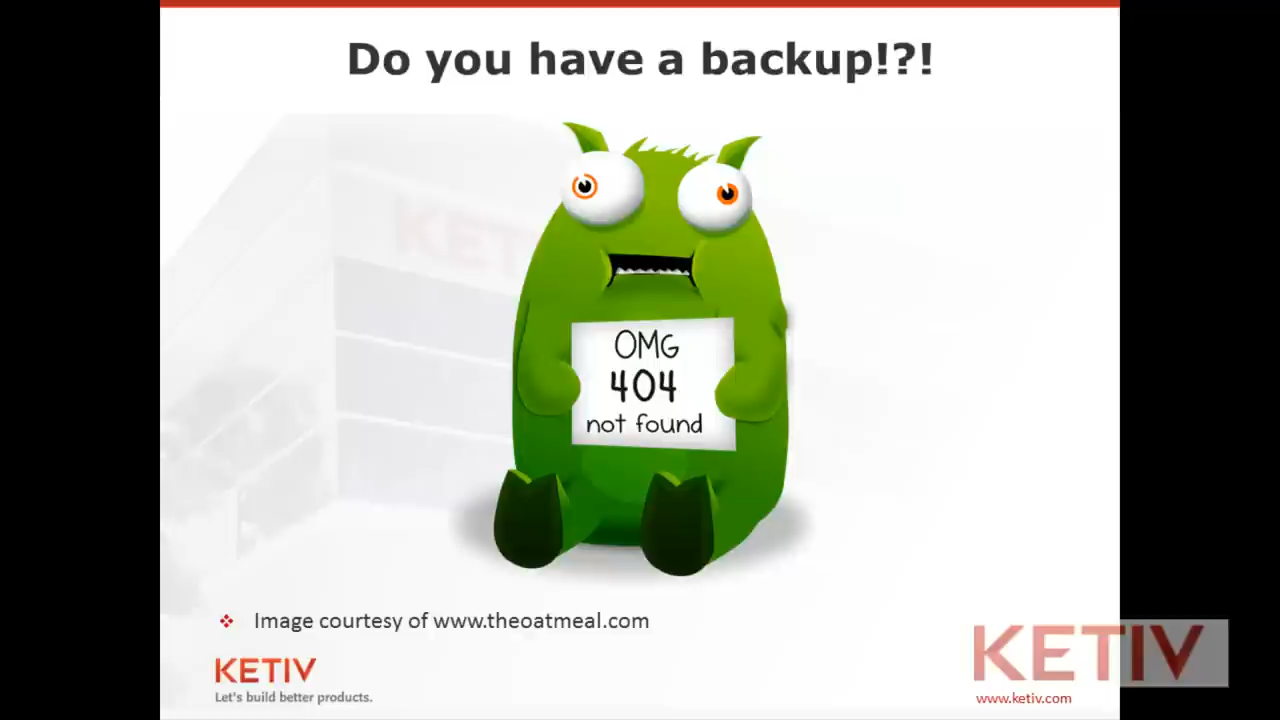 Do you have a backup!?!
KET
OMG
404
not found
Image courtesy of www.theoatmeal.com
KETIV
Let's build better products.
KETIV
www.ketiv.com